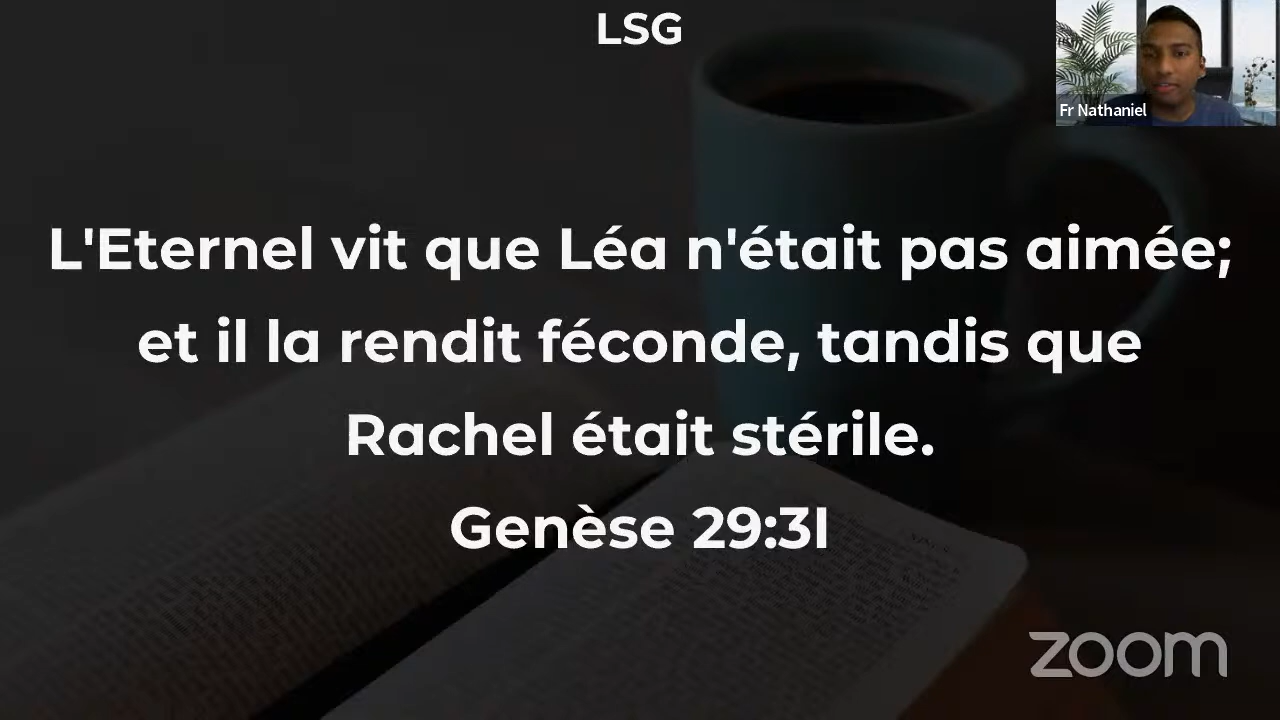 LSG
Fr Nathaniel
L'Eternel vit que Léa n'était pas aimée;
et il la rendit féconde, tandis que
Rachel était stérile.
Genèse 29:31
zoom